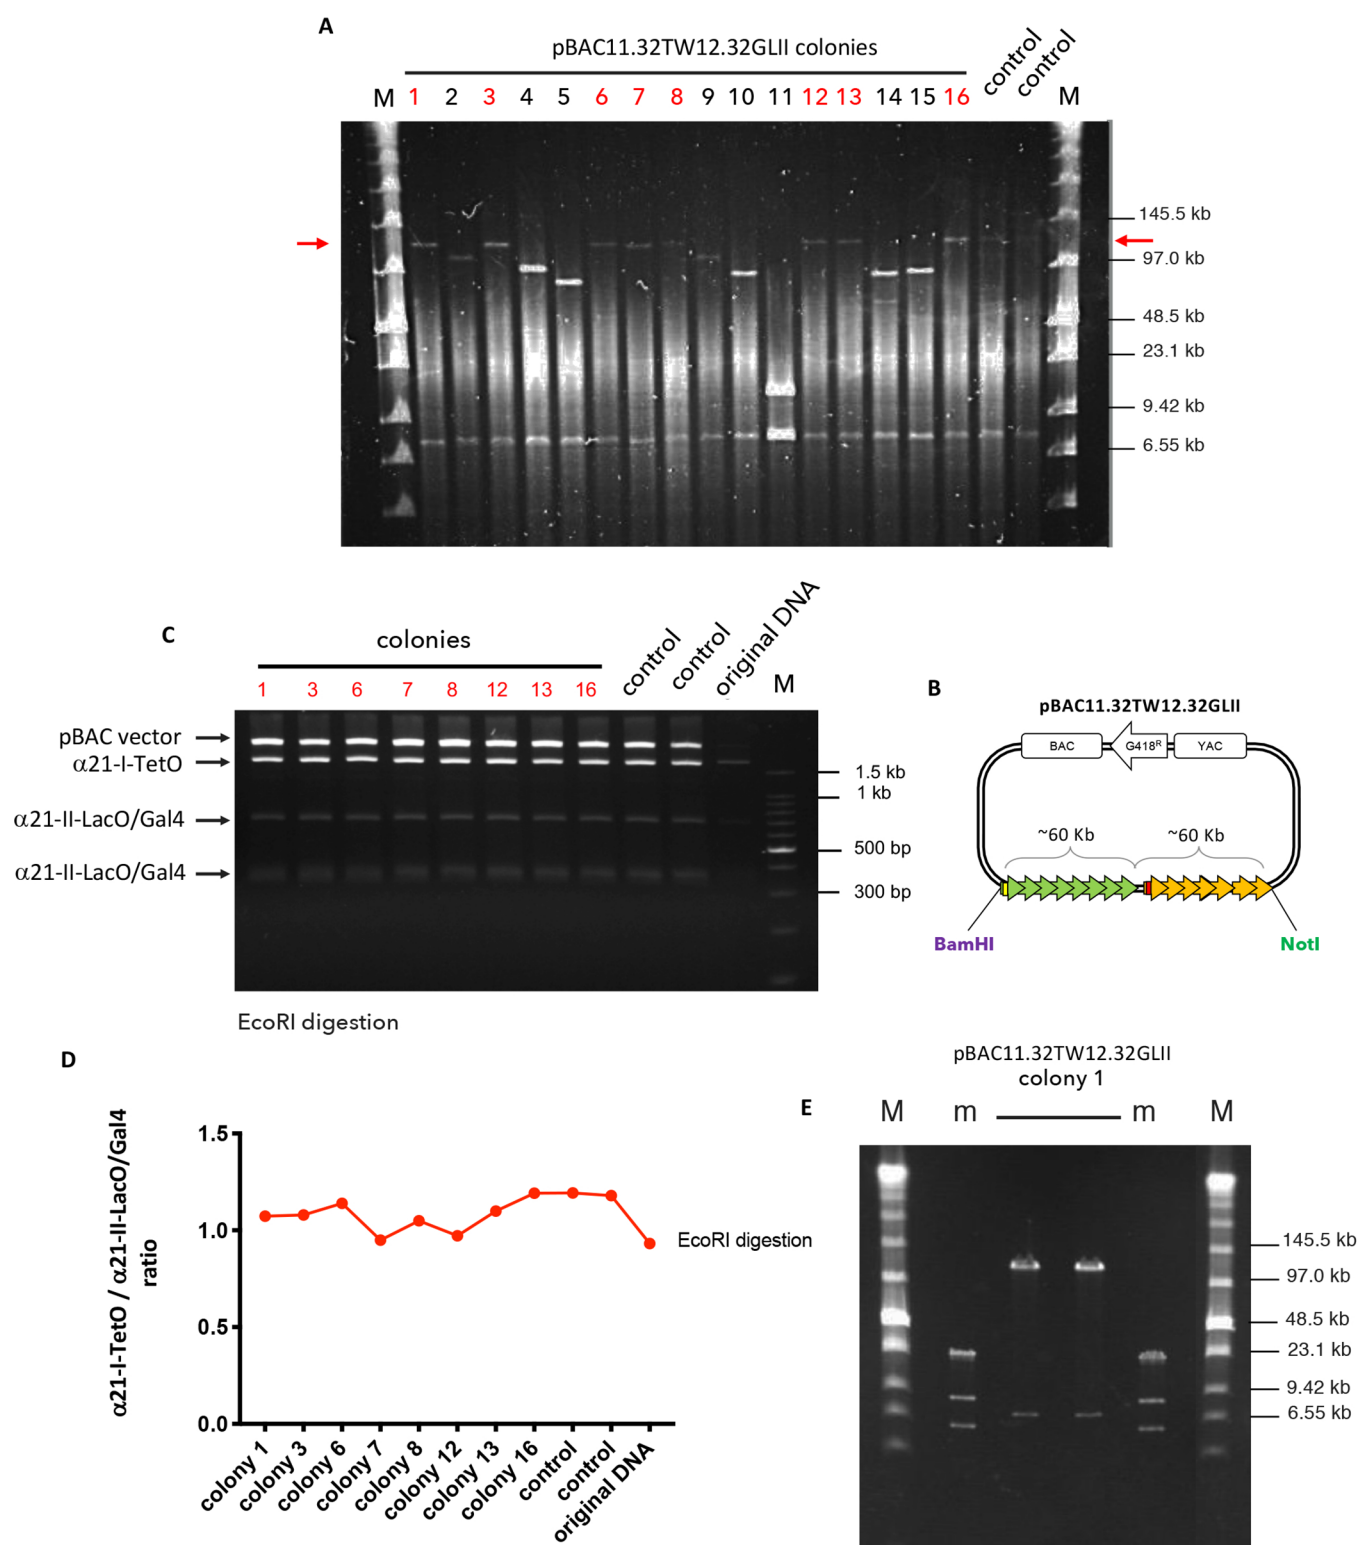 A
pBAC11.32TW12.32GLII colonies
control
control
M 1 2 3 4 5 6 7 8 9 10 11 12 13 14 15 16 M
145.5 kb
97.0 kb
48.5 kb
23.1 kb
9.42 kb
6.55 kb
C
colonies
control
control
original DNA
1 3 6 7 8 12 13 16 M
pBAC vector
α21-I-TetO
α21-II-LacO/Gal4
α21-II-LacO/Gal4
1.5 kb
1 kb
500 bp
300 bp
EcoRI digestion
B
pBAC11.32TW12.32GLII
BAC G418R YAC
~60 Kb ~60 Kb
BamHI NotI
D
α21-I-TetO / α21-II-LacO/Gal4
ratio
1.5
1.0
0.5
0.0
EcoRI digestion
colony 1
colony 3
colony 6
colony 7
colony 8
colony 12
colony 13
colony 16
control
control
original DNA
E
pBAC11.32TW12.32GLII
colony 1
M m m M
145.5 kb
97.0 kb
48.5 kb
23.1 kb
9.42 kb
6.55 kb